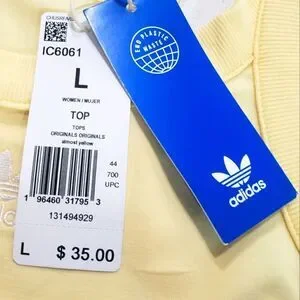 IC6061
L
WOMEN / MUJER
TOP
TOPS
ORIGINALS ORIGINALS
almost yellow
44
700
UPC
1 96460 31795 3
131494929
L $ 35.00
END PLASTIC WASTE
adidas